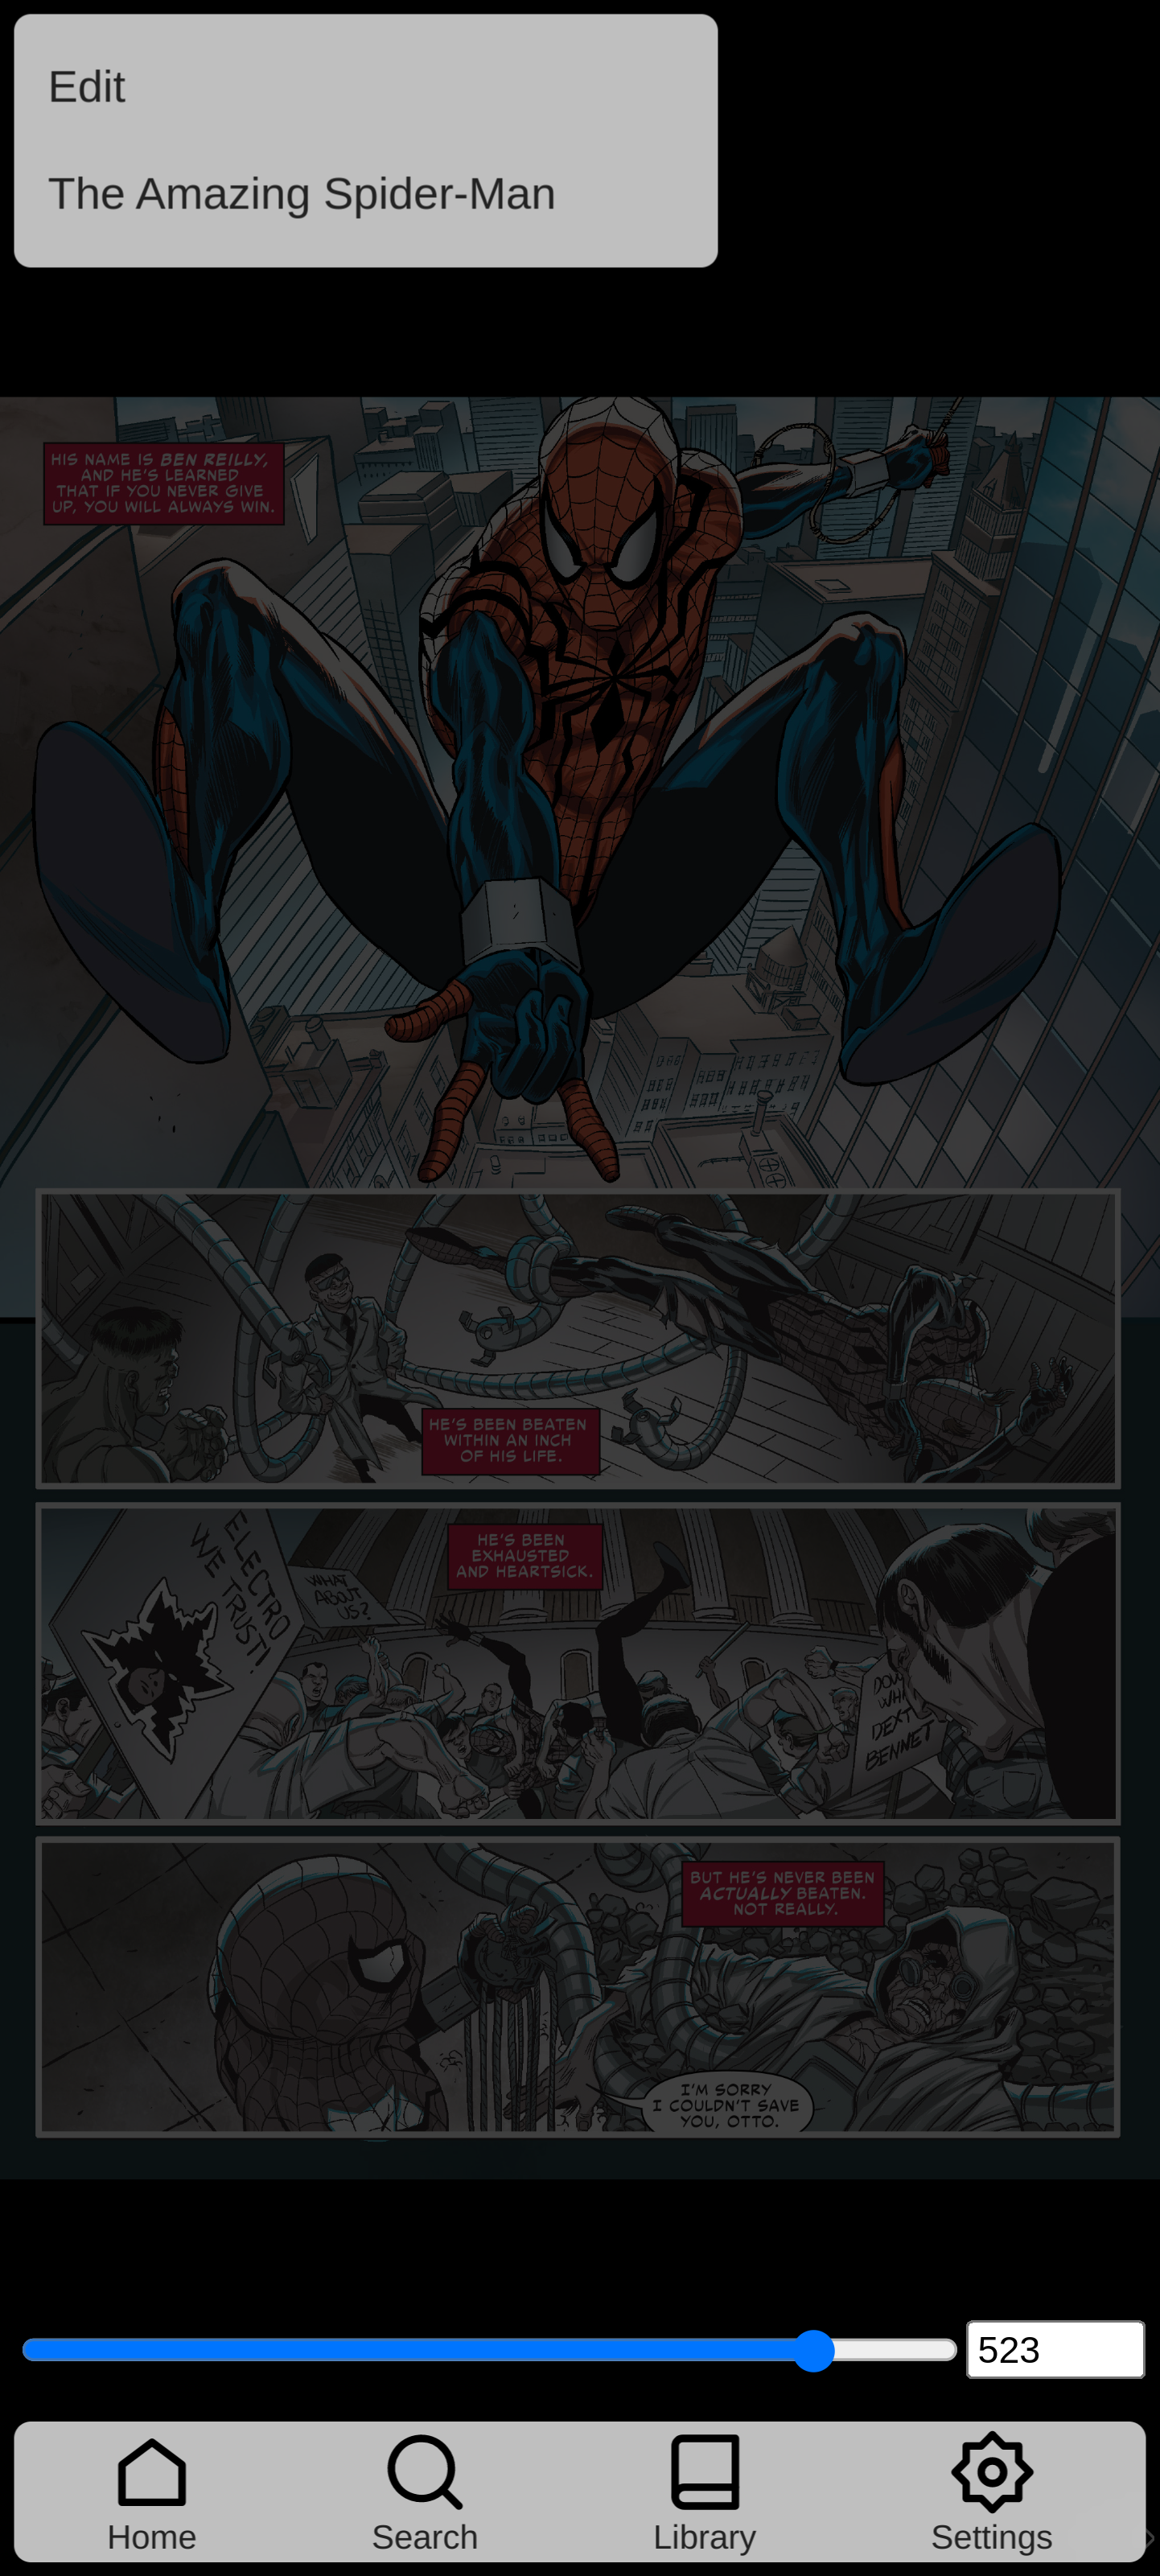 Edit
The Amazing Spider-Man
HIS NAME IS BEN REILLY,
AND HE'S LEARNED
THAT IF YOU NEVER GIVE
UP, YOU WILL ALWAYS WIN.
HE'S BEEN BEATEN
WITHIN AN INCH
OF HIS LIFE.
HE'S BEEN
EXHAUSTED
AND HEARTSICK.
ELECTRO
WE TRUST!
WHAT
ABOUT
US?
DEXT
BENNET
BUT HE'S NEVER BEEN
ACTUALLY BEATEN.
NOT REALLY.
I'M SORRY
I COULDN'T SAVE
YOU, OTTO.
523
Home
Search
Library
Settings